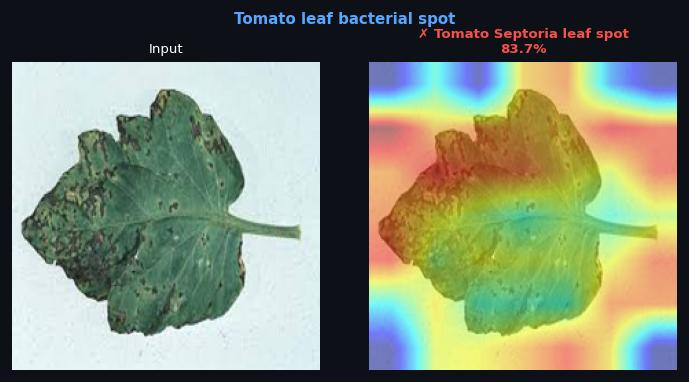 Tomato leaf bacterial spot
Input
✗ Tomato Septoria leaf spot
83.7%